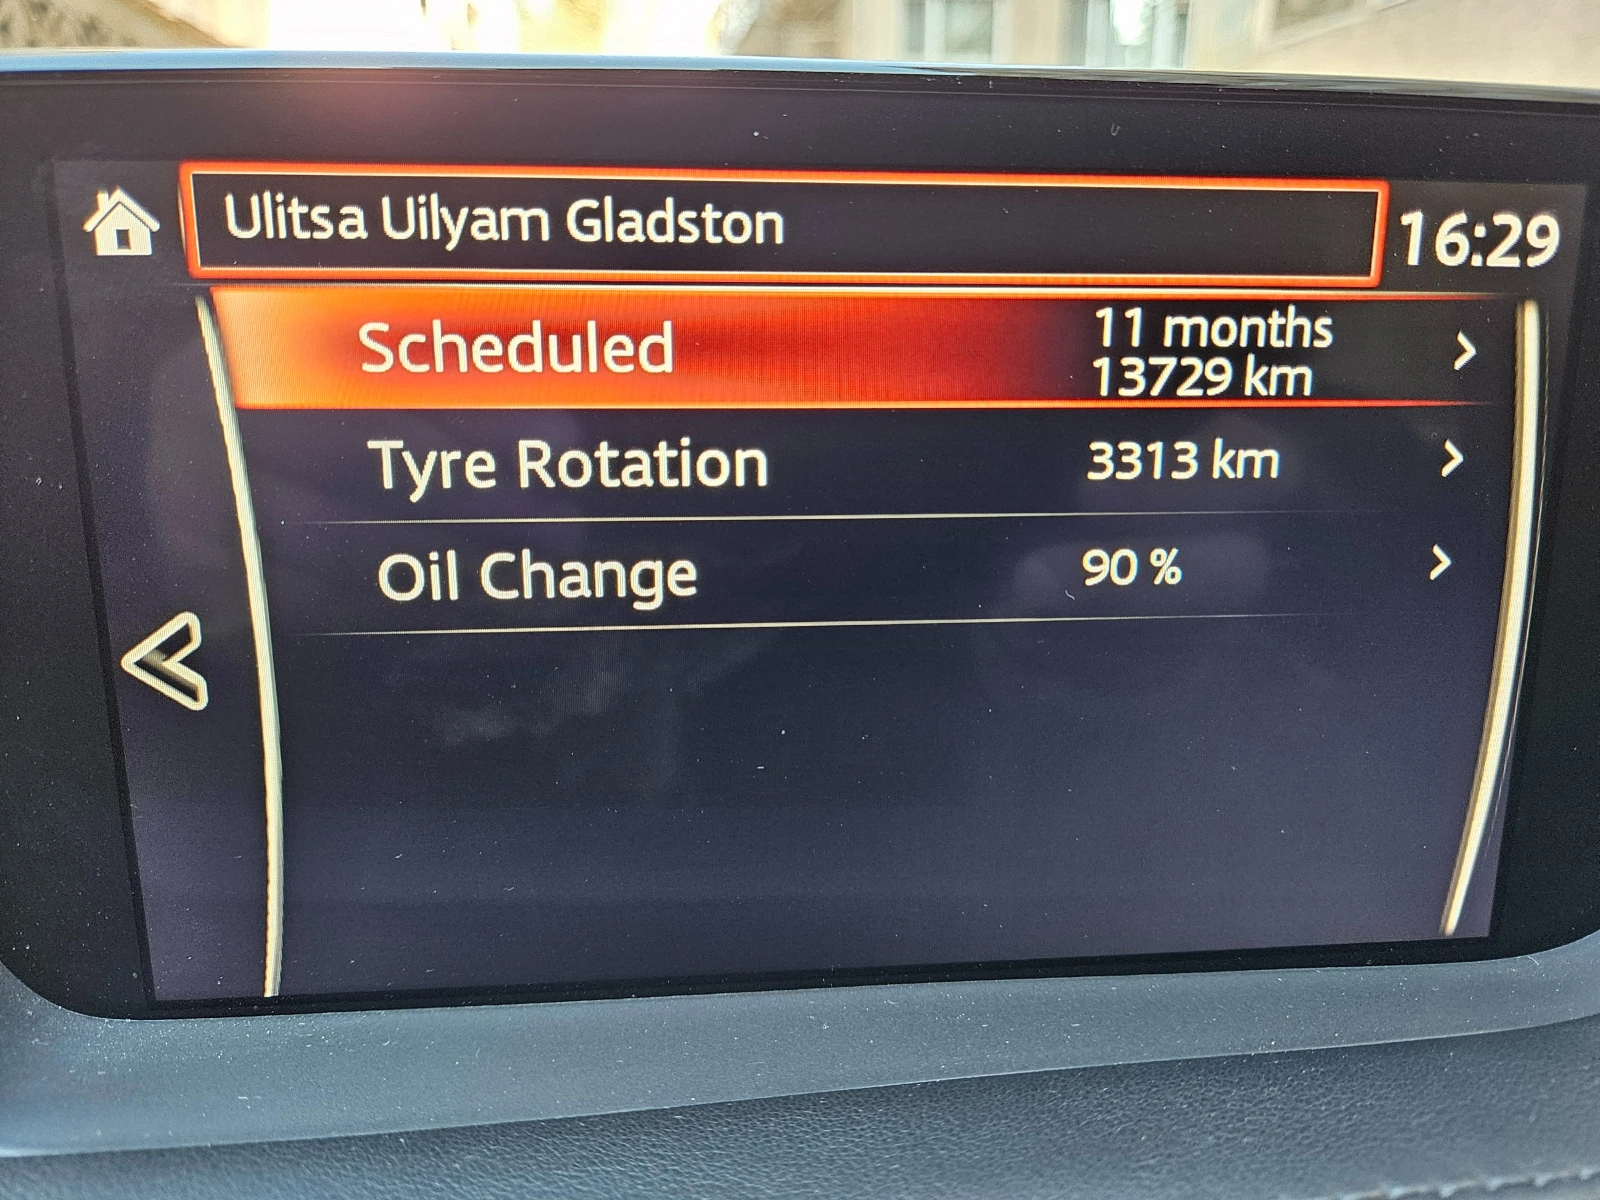 Ulitsa Uilyam Gladston
16:29
Scheduled
11 months
13729 km
Tyre Rotation
3313 km
Oil Change
90 %